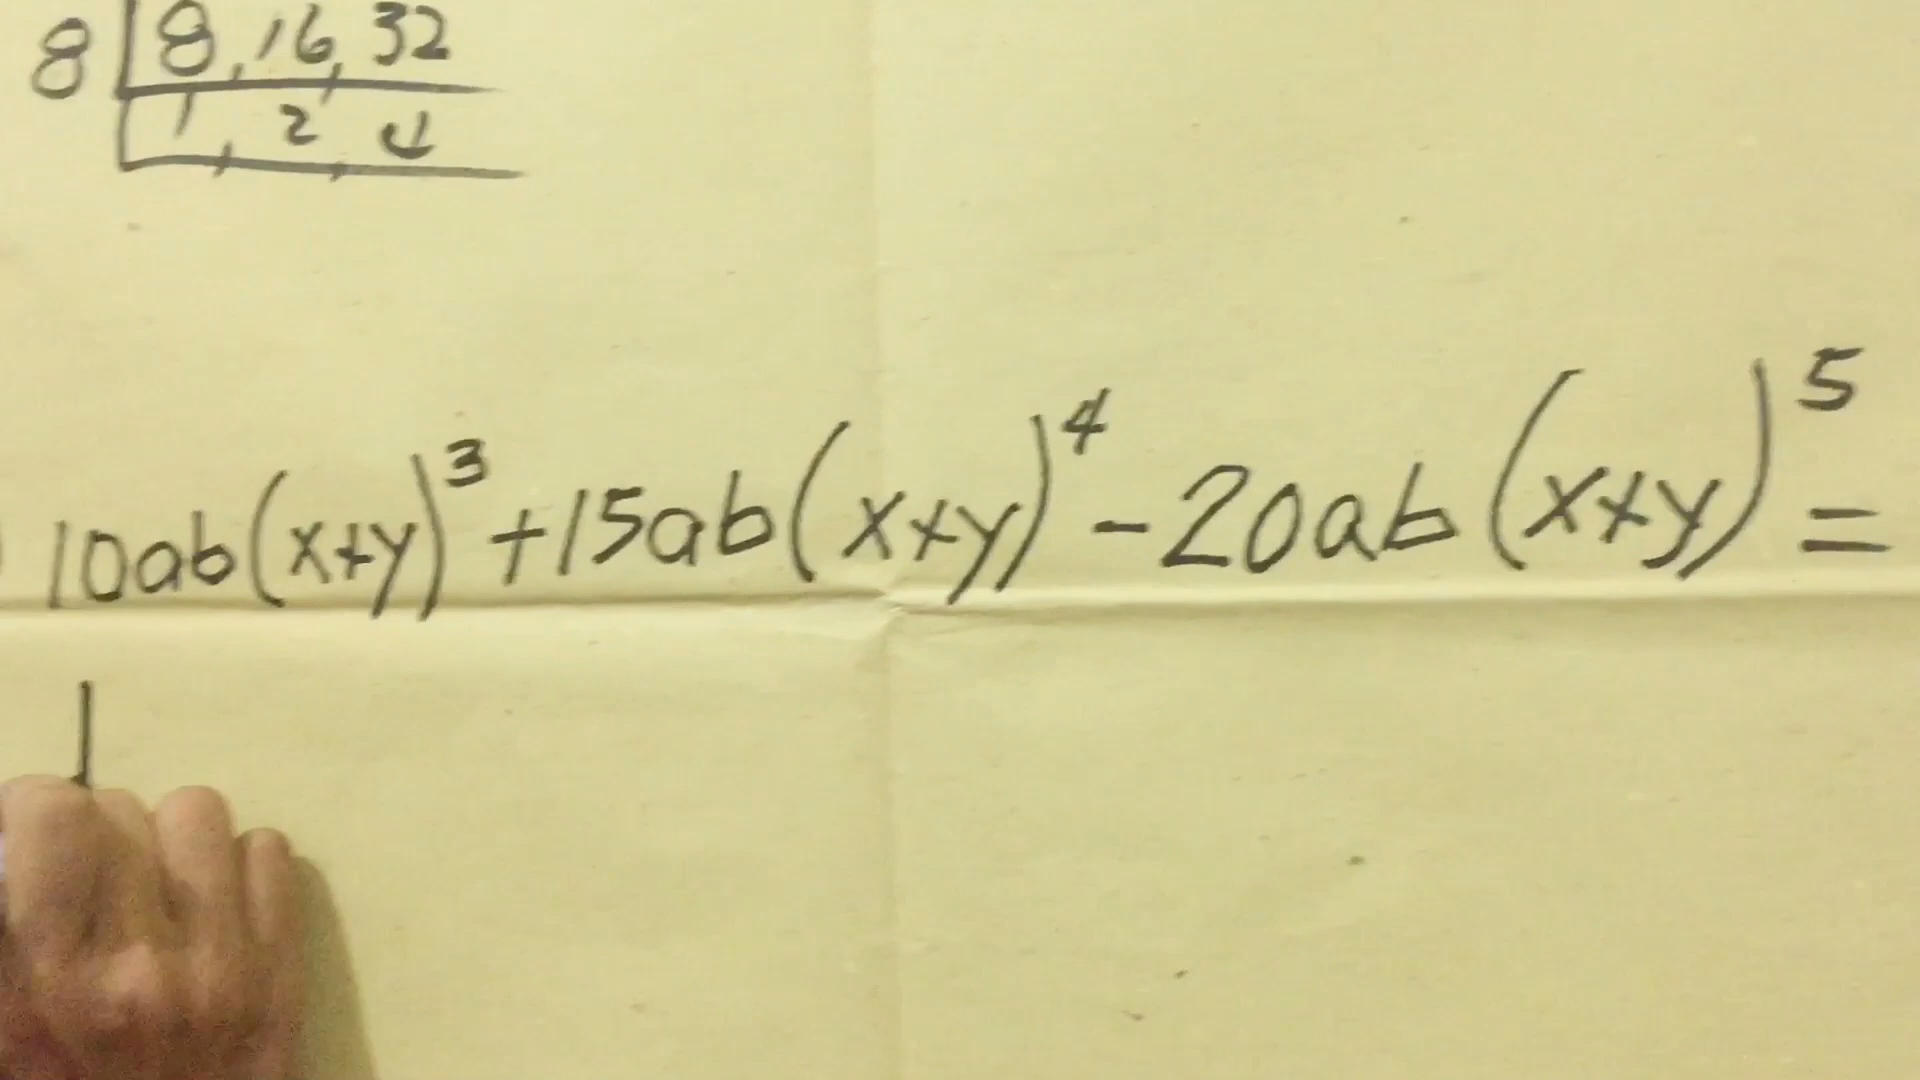 8 | 8, 16, 32
1, 2 4
10ab(x+y)³+15ab(x+y)⁴-20ab(x+y)⁵=